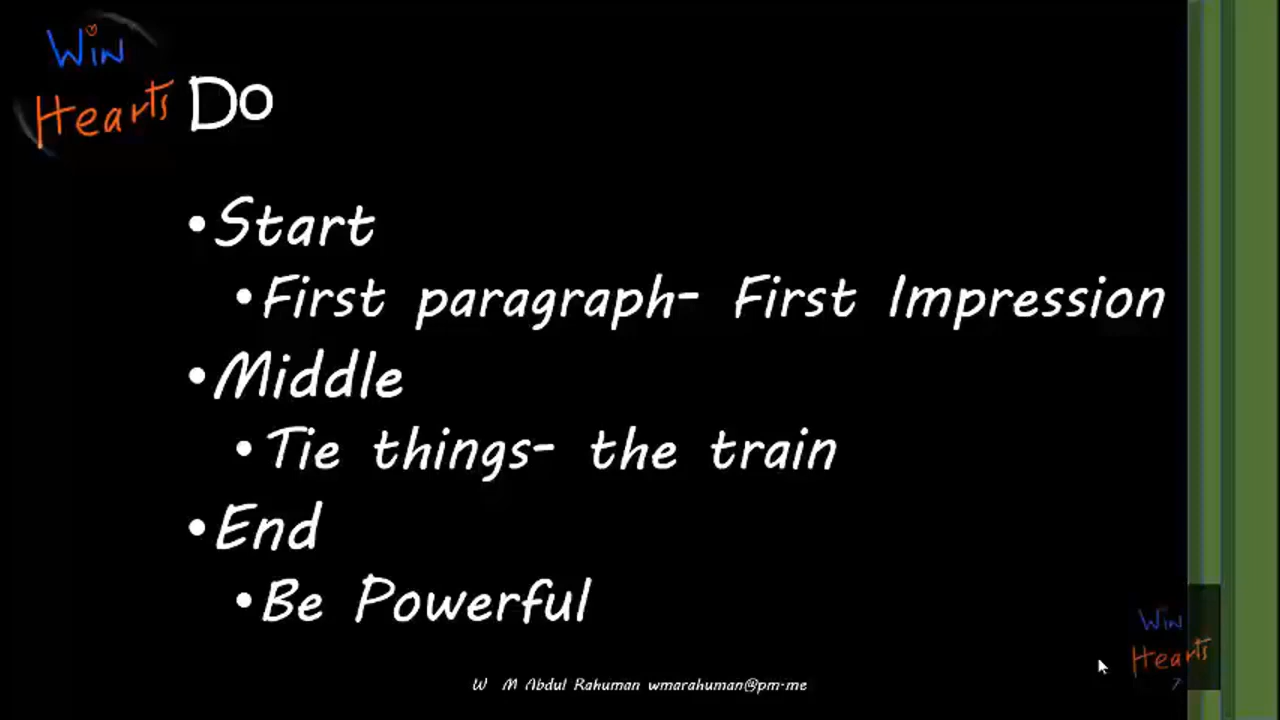 Win
Hearts
Do
•Start
•First paragraph- First Impression
•Middle
•Tie things- the train
•End
•Be Powerful
W M Abdul Rahuman wmarahuman@pm.me
Win
Hearts
7